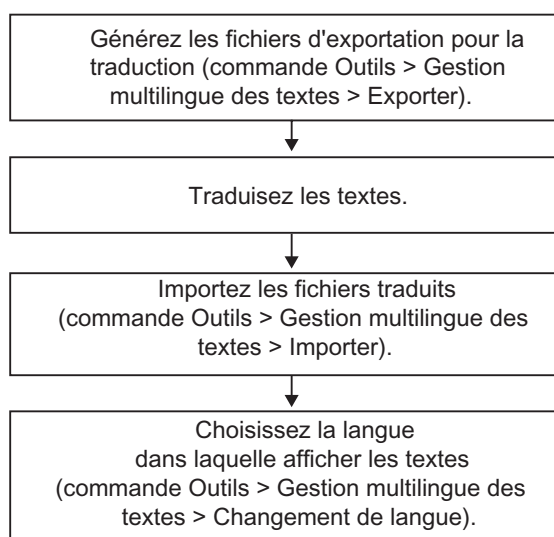 Générez les fichiers d'exportation pour la
traduction (commande Outils > Gestion
multilingue des textes > Exporter).
Traduisez les textes.
Importez les fichiers traduits
(commande Outils > Gestion multilingue des
textes > Importer).
Choisissez la langue
dans laquelle afficher les textes
(commande Outils > Gestion multilingue des
textes > Changement de langue).